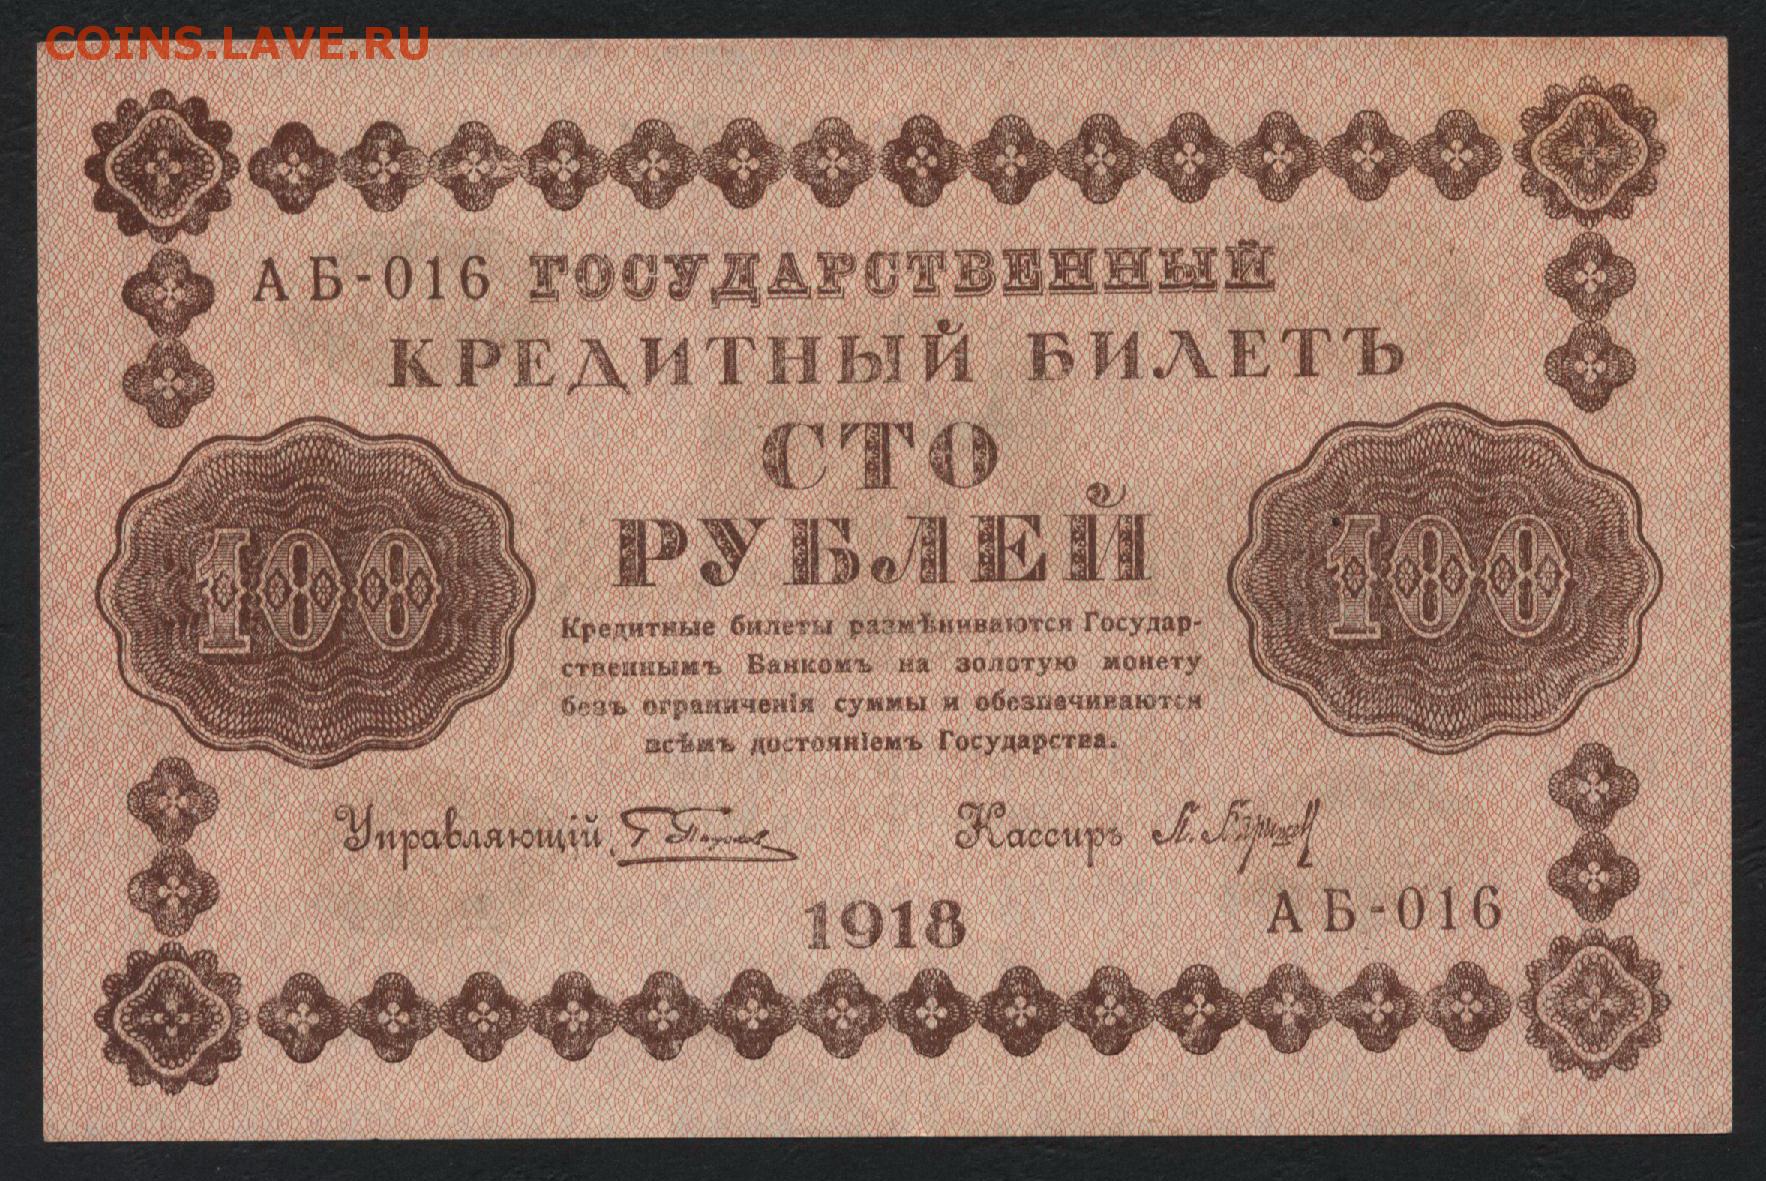 COINS.LAVE.RU
АБ-016 ГОСУДАРСТВЕННЫЙ
КРЕДИТНЫЙ БИЛЕТЪ
СТО
РУБЛЕЙ
100
100
Кредитные билеты размѣниваются Государ-
ственнымъ Банкомъ на золотую монету
безъ ограниченія суммы и обезпечиваются
всѣмъ достояніемъ Государства.
Управляющій
Кассиръ
1918
АБ-016